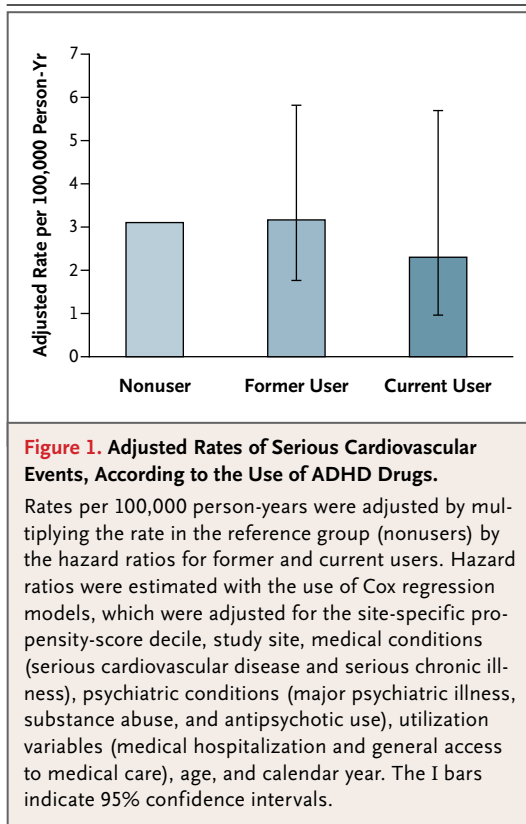 Adjusted Rate per 100,000 Person-Yr
7
6
5
4
3
2
1
0
Nonuser Former User Current User
Figure 1. Adjusted Rates of Serious Cardiovascular
Events, According to the Use of ADHD Drugs.
Rates per 100,000 person-years were adjusted by mul-
tiplying the rate in the reference group (nonusers) by
the hazard ratios for former and current users. Hazard
ratios were estimated with the use of Cox regression
models, which were adjusted for the site-specific pro-
pensity-score decile, study site, medical conditions
(serious cardiovascular disease and serious chronic ill-
ness), psychiatric conditions (major psychiatric illness,
substance abuse, and antipsychotic use), utilization
variables (medical hospitalization and general access
to medical care), age, and calendar year. The I bars
indicate 95% confidence intervals.